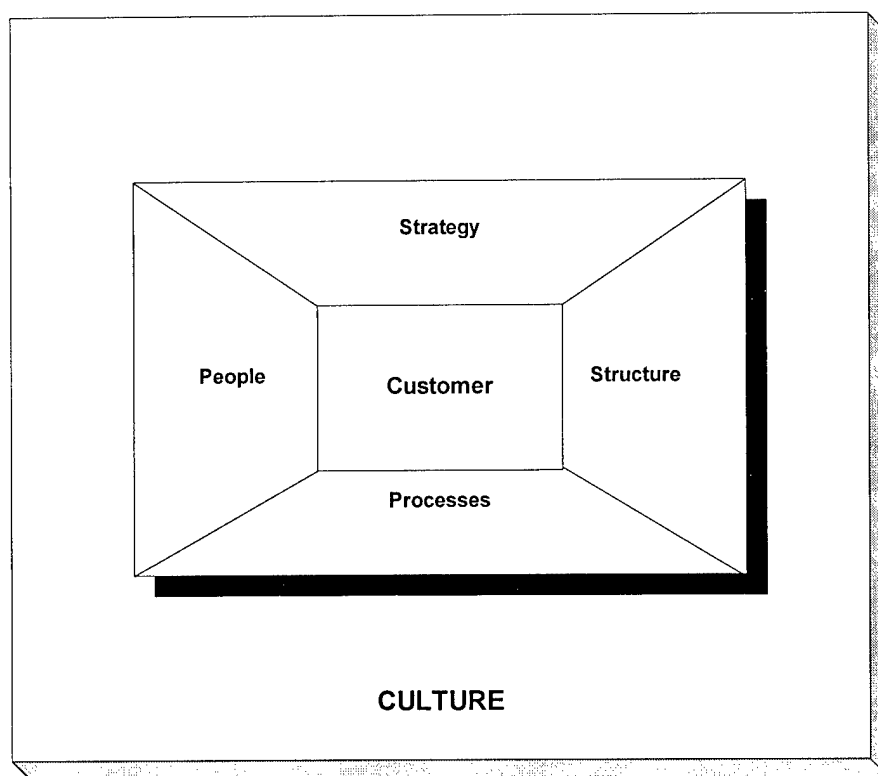 Strategy
People
Customer
Structure
Processes
CULTURE